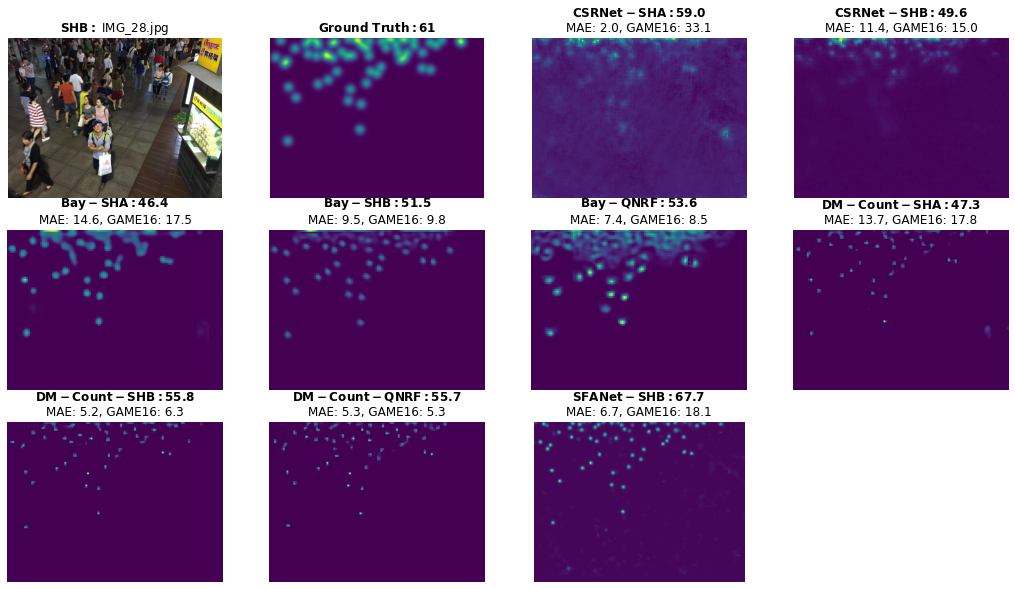 SHB: IMG_28.jpg
Ground Truth: 61
CSRNet − SHA: 59.0
MAE: 2.0, GAME16: 33.1
CSRNet − SHB: 49.6
MAE: 11.4, GAME16: 15.0
Bay − SHA: 46.4
MAE: 14.6, GAME16: 17.5
Bay − SHB: 51.5
MAE: 9.5, GAME16: 9.8
Bay − QNRF: 53.6
MAE: 7.4, GAME16: 8.5
DM − Count − SHA: 47.3
MAE: 13.7, GAME16: 17.8
DM − Count − SHB: 55.8
MAE: 5.2, GAME16: 6.3
DM − Count − QNRF: 55.7
MAE: 5.3, GAME16: 5.3
SFANet − SHB: 67.7
MAE: 6.7, GAME16: 18.1